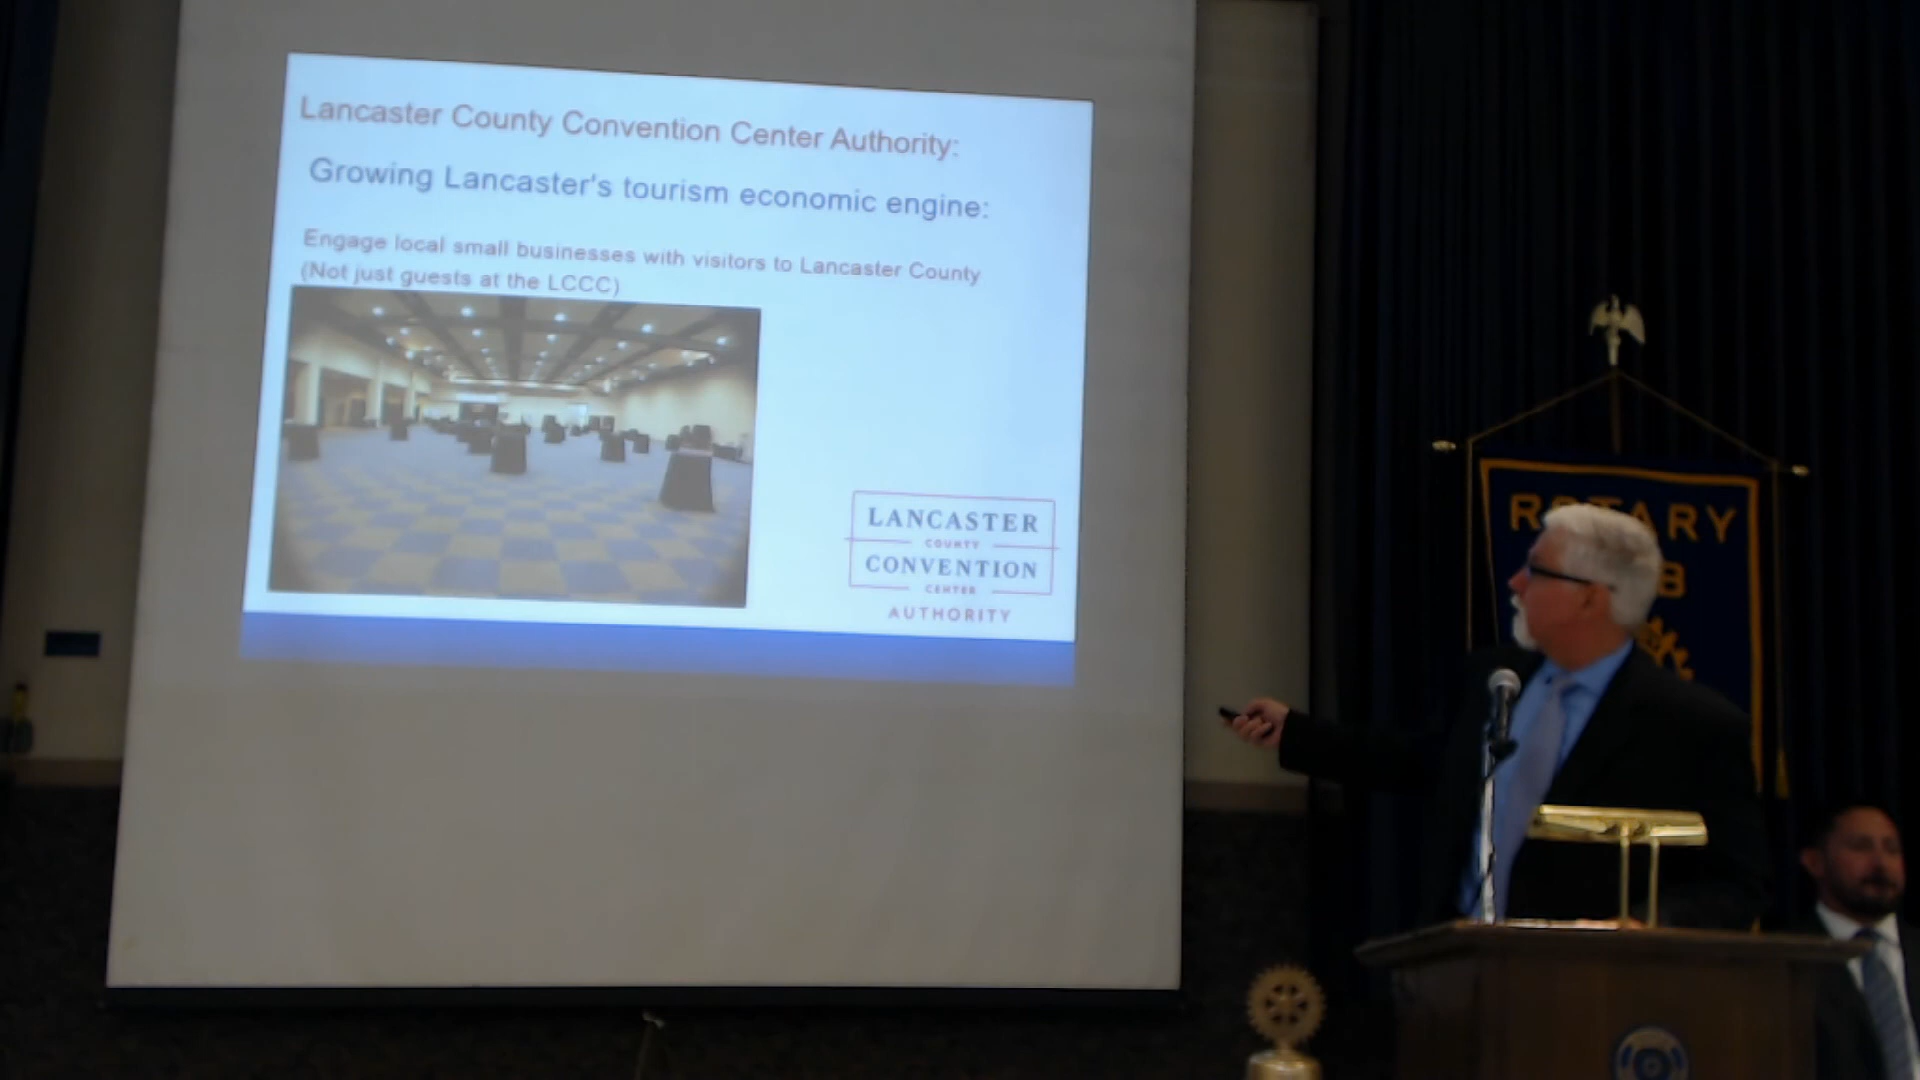 Lancaster County Convention Center Authority:
Growing Lancaster's tourism economic engine:
Engage local small businesses with visitors to Lancaster County
(Not just guests at the LCCC)
LANCASTER
COUNTY
CONVENTION
CENTER
AUTHORITY
ROTARY